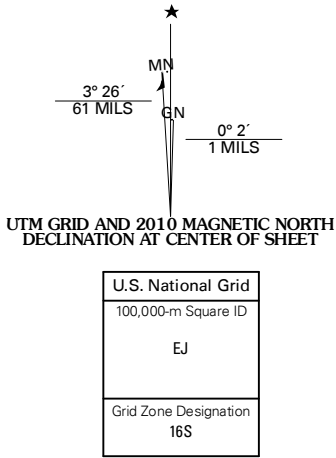 MN
3° 26´
61 MILS
GN
0° 2´
1 MILS
UTM GRID AND 2010 MAGNETIC NORTH
DECLINATION AT CENTER OF SHEET
U.S. National Grid
100,000-m Square ID
EJ
Grid Zone Designation
16S